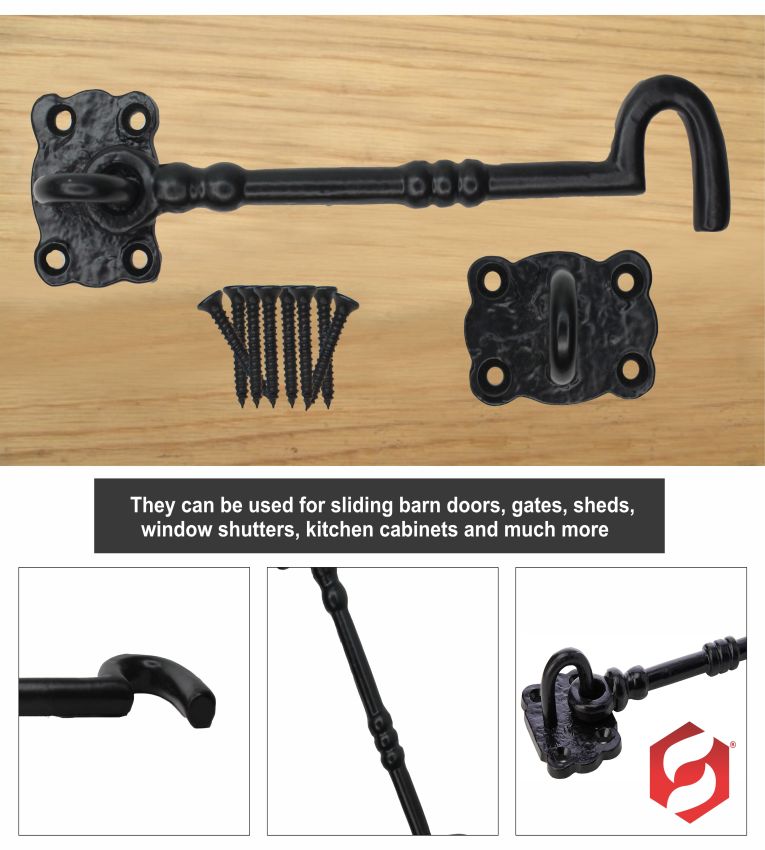 They can be used for sliding barn doors, gates, sheds,
window shutters, kitchen cabinets and much more
®